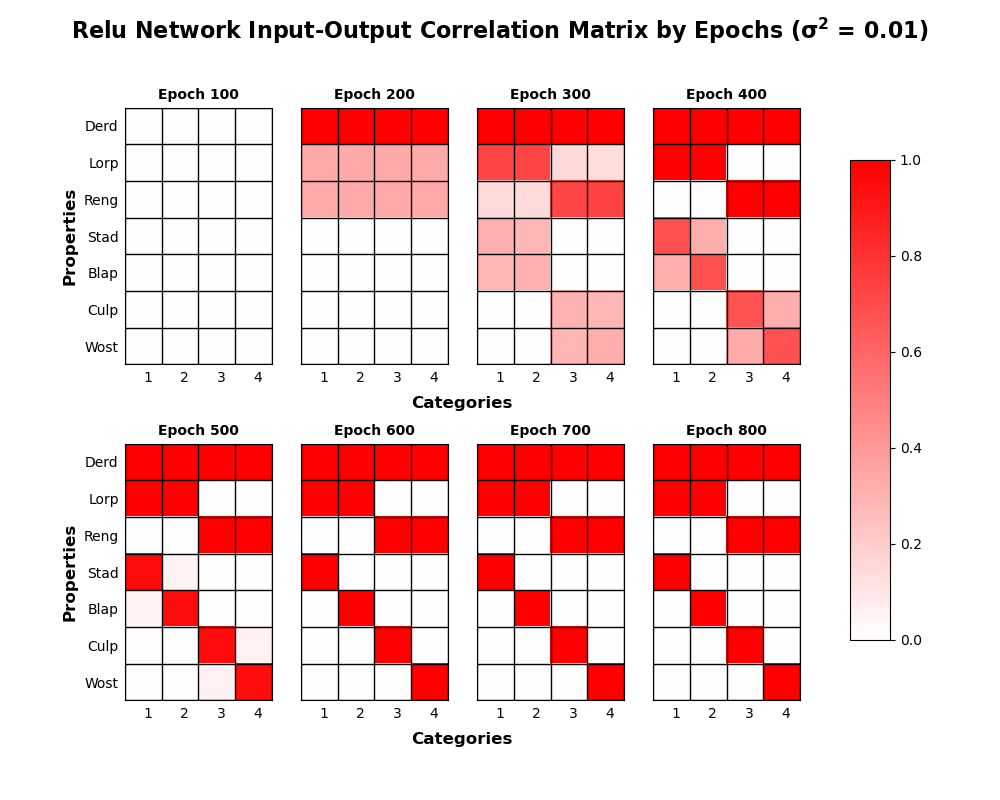 Relu Network Input-Output Correlation Matrix by Epochs (σ² = 0.01)
Epoch 100 Epoch 200 Epoch 300 Epoch 400
Derd
Lorp
Reng
Stad
Blap
Culp
Wost
Properties
1 2 3 4 1 2 3 4 1 2 3 4 1 2 3 4
Categories
Epoch 500 Epoch 600 Epoch 700 Epoch 800
Derd
Lorp
Reng
Stad
Blap
Culp
Wost
Properties
1 2 3 4 1 2 3 4 1 2 3 4 1 2 3 4
Categories
1.0
0.8
0.6
0.4
0.2
0.0